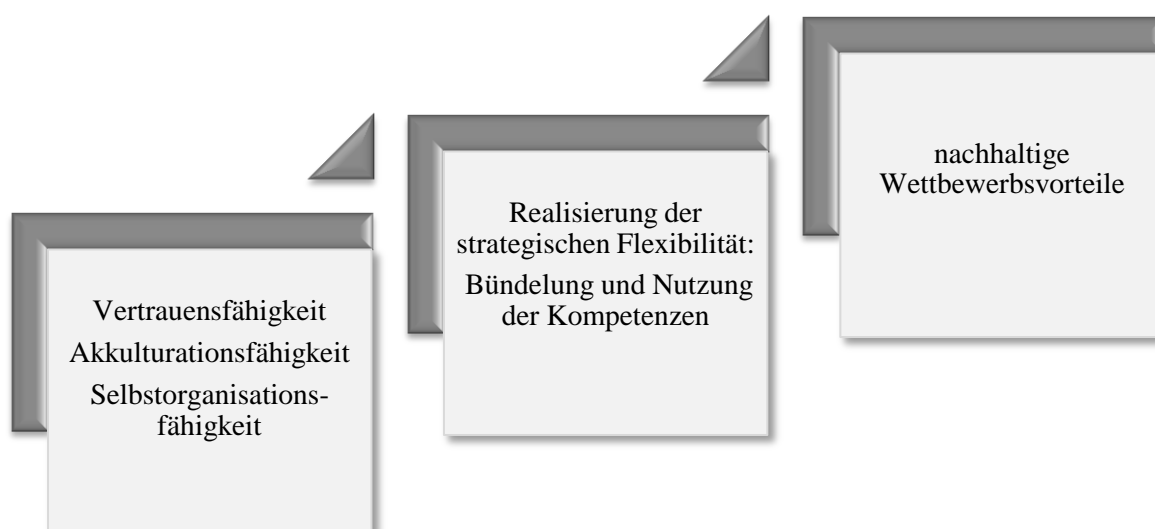 Vertrauensfähigkeit
Akkulturationsfähigkeit
Selbstorganisations-
fähigkeit
Realisierung der
strategischen Flexibilität:
Bündelung und Nutzung
der Kompetenzen
nachhaltige
Wettbewerbsvorteile